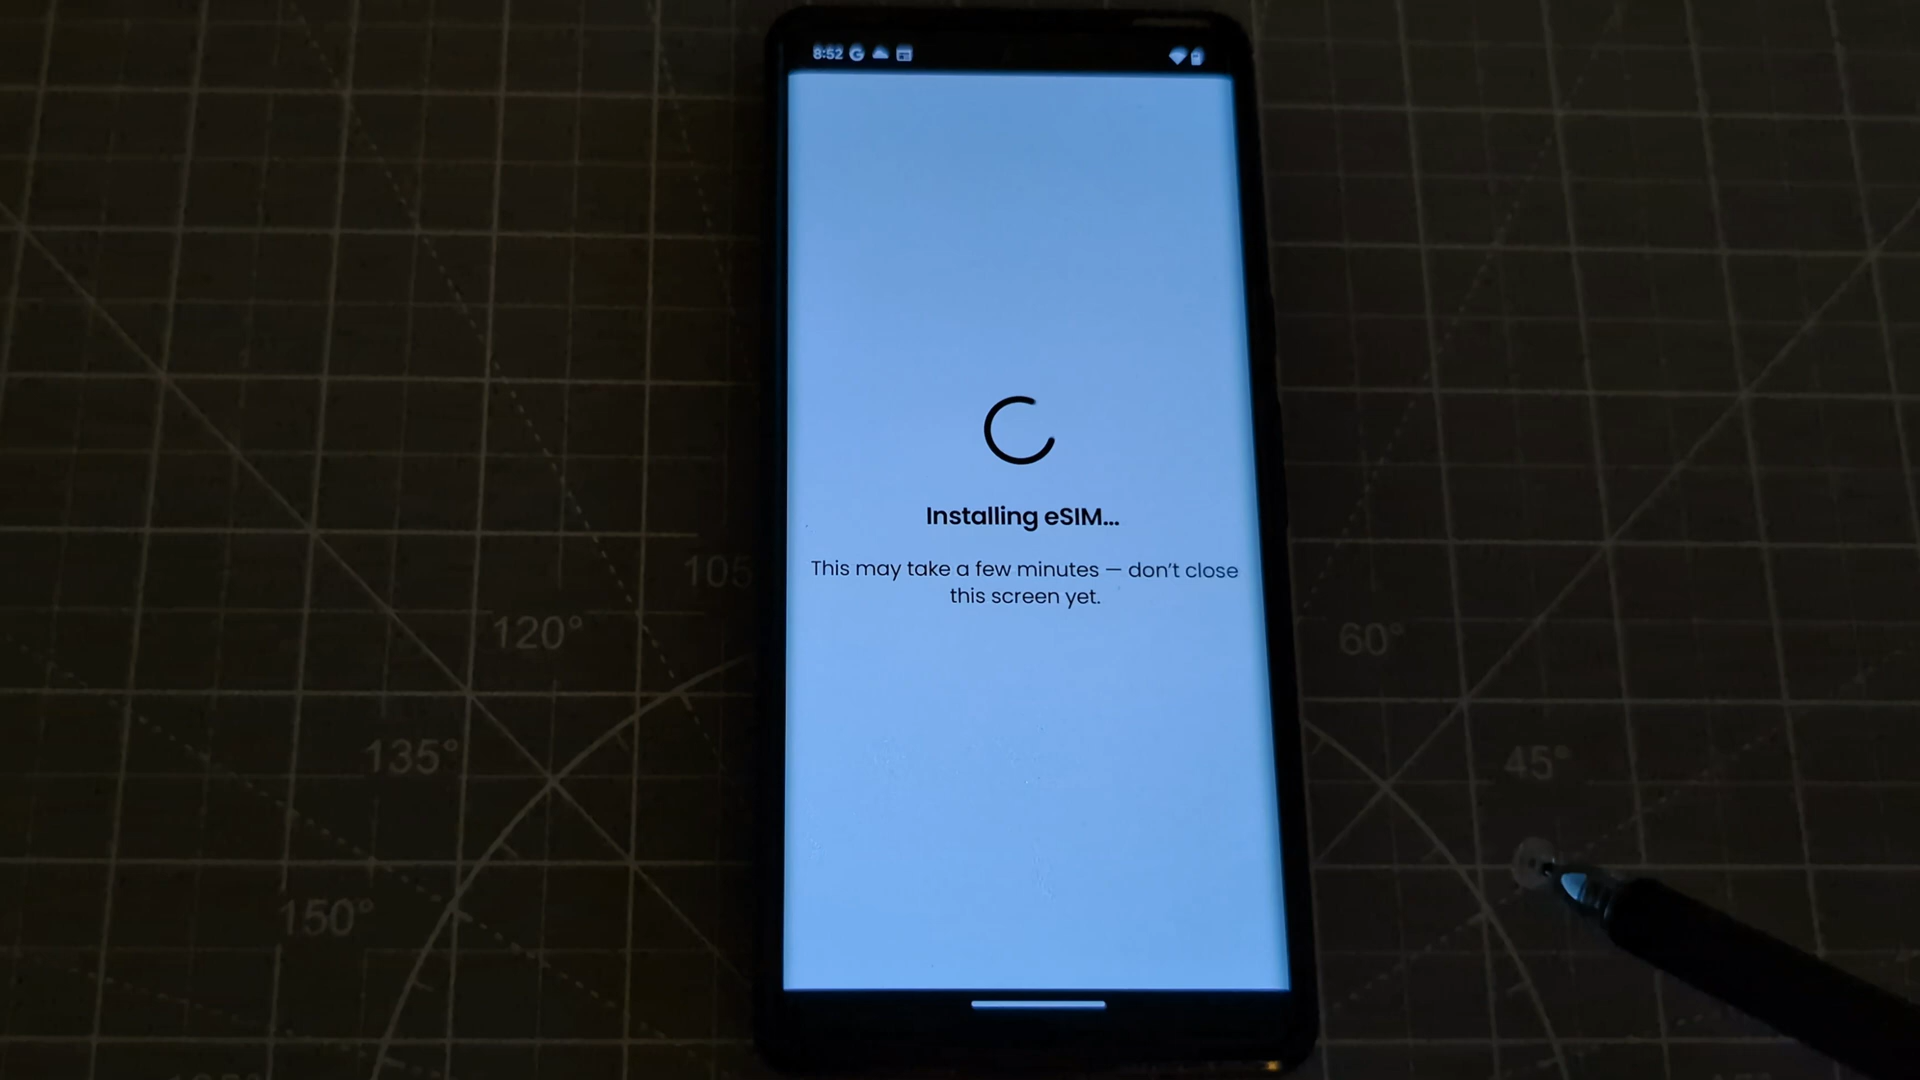 8:52
Installing eSIM...
This may take a few minutes — don't close
this screen yet.
105
120°
60°
135°
45°
150°